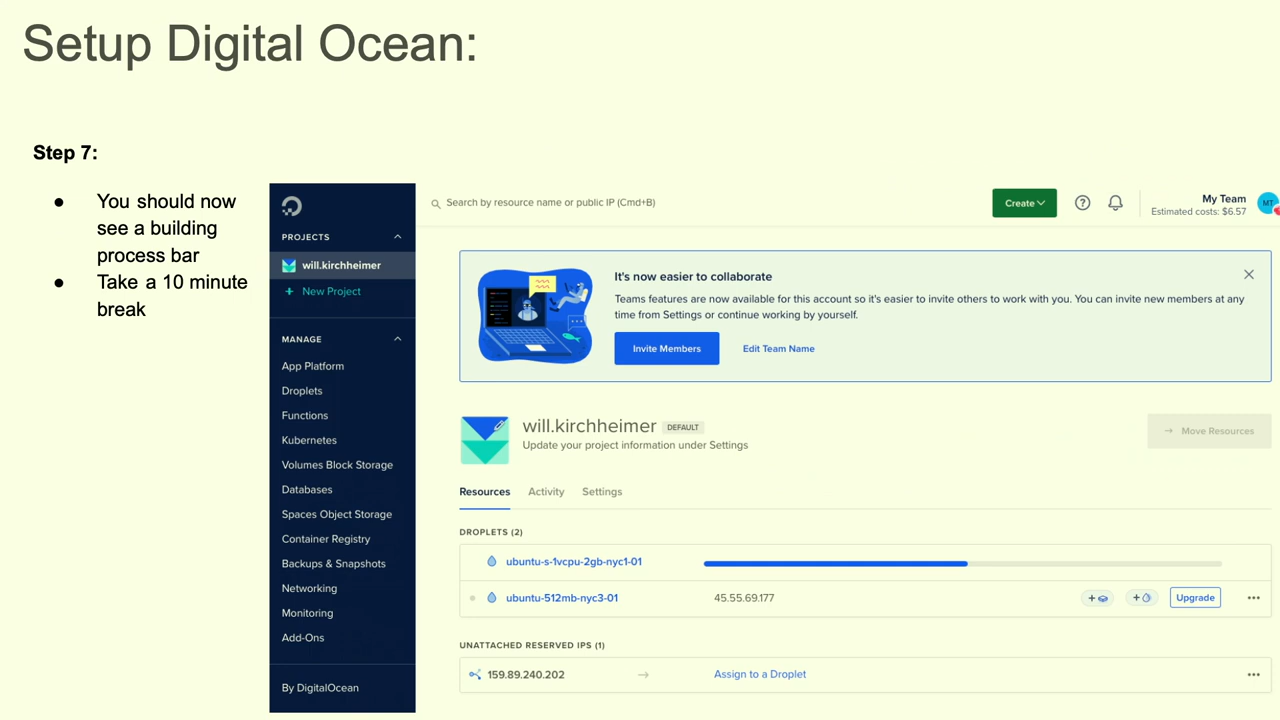 Setup Digital Ocean:
Step 7:
● You should now
see a building
process bar
● Take a 10 minute
break
PROJECTS
will.kirchheimer
+ New Project
MANAGE
App Platform
Droplets
Functions
Kubernetes
Volumes Block Storage
Databases
Spaces Object Storage
Container Registry
Backups & Snapshots
Networking
Monitoring
Add-Ons
By DigitalOcean
Search by resource name or public IP (Cmd+B)
Create
My Team
Estimated costs: $6.57
MT
It's now easier to collaborate
Teams features are now available for this account so it's easier to invite others to work with you. You can invite new members at any
time from Settings or continue working by yourself.
Invite Members
Edit Team Name
will.kirchheimer DEFAULT
Update your project information under Settings
→ Move Resources
Resources Activity Settings
DROPLETS (2)
ubuntu-s-1vcpu-2gb-nyc1-01
ubuntu-512mb-nyc3-01 45.55.69.177 Upgrade
UNATTACHED RESERVED IPS (1)
159.89.240.202 → Assign to a Droplet